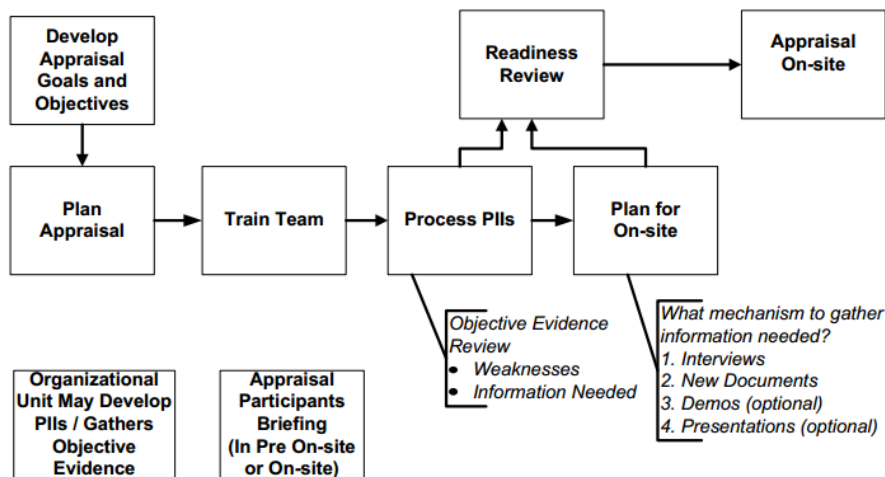 Develop
Appraisal
Goals and
Objectives
Readiness
Review
Appraisal
On-site
Plan
Appraisal
Train Team
Process PIIs
Plan for
On-site
Objective Evidence
Review
• Weaknesses
• Information Needed
What mechanism to gather
information needed?
1. Interviews
2. New Documents
3. Demos (optional)
4. Presentations (optional)
Organizational
Unit May Develop
PIIs / Gathers
Objective
Evidence
Appraisal
Participants
Briefing
(In Pre On-site
or On-site)